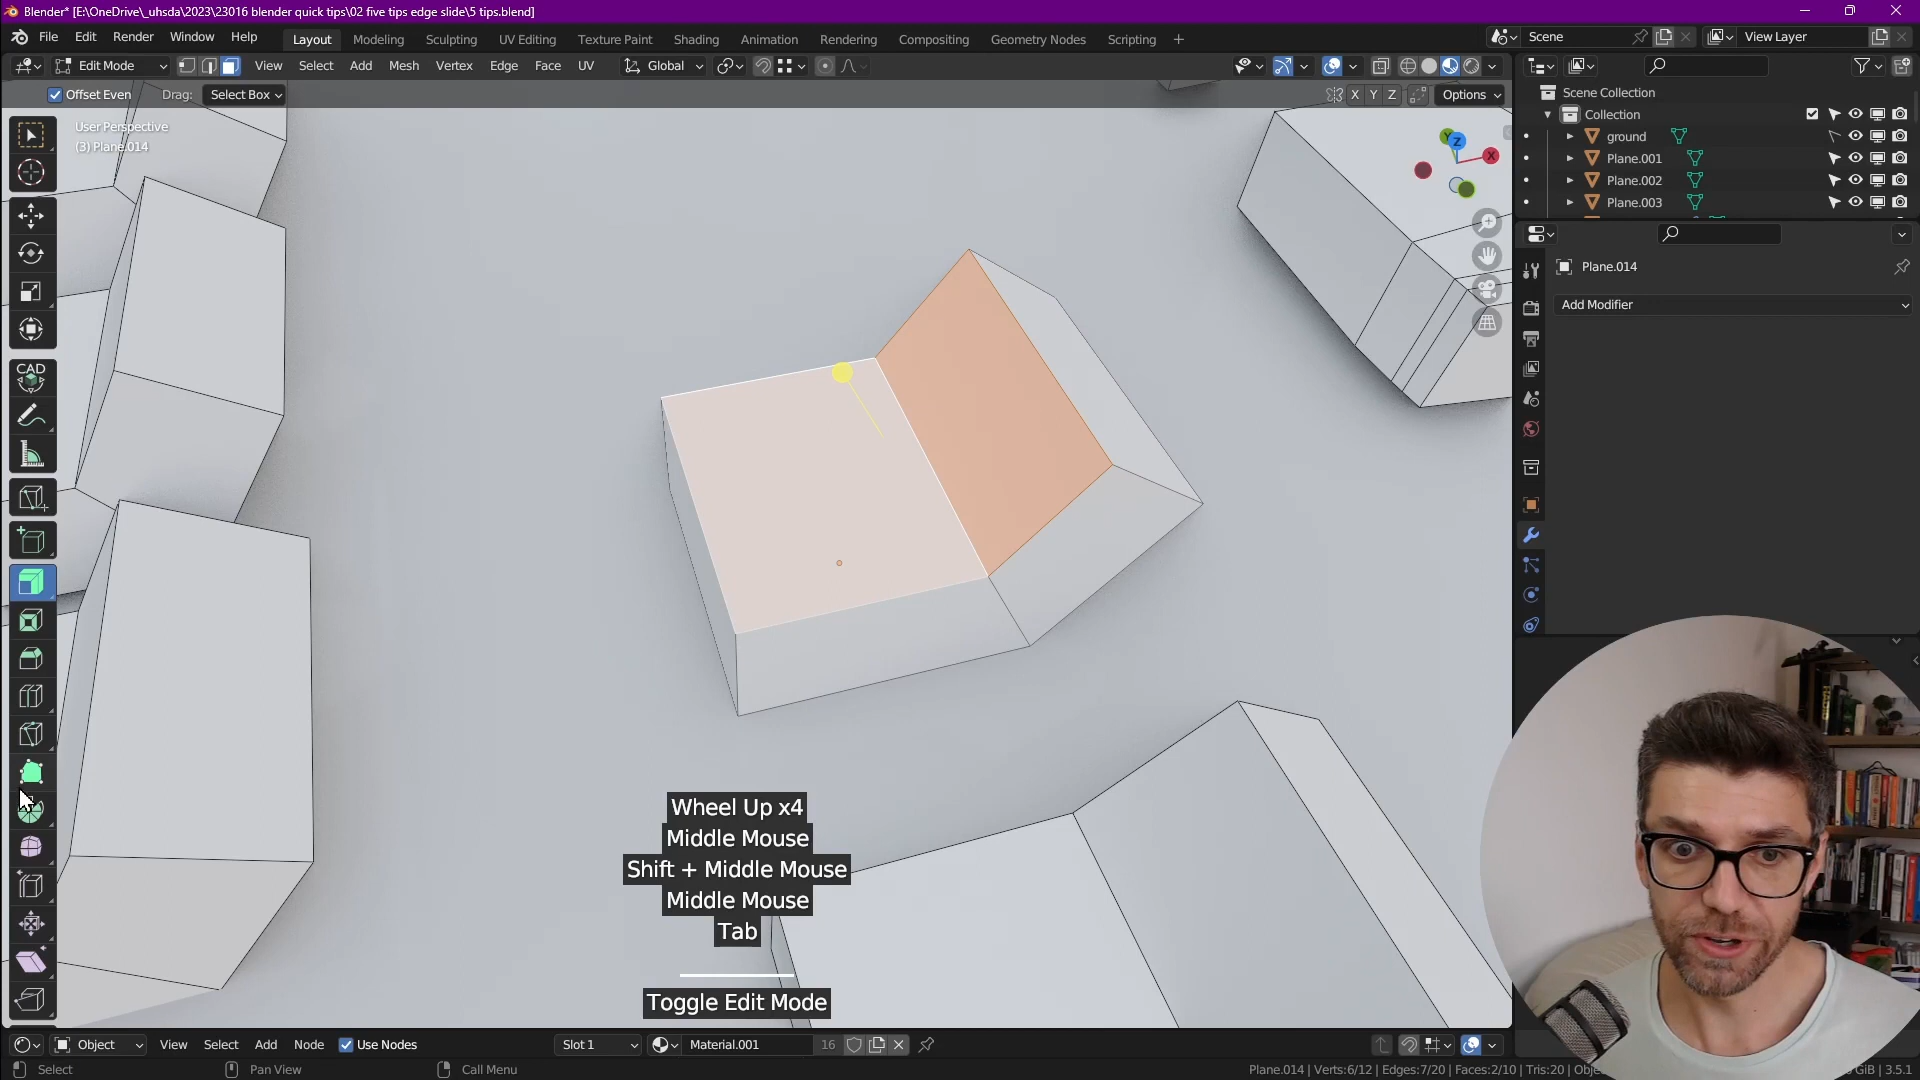 Blender* [E:\OneDrive\_uhsda\2023\23016 blender quick tips\02 five tips edge slide\5 tips.blend]
File Edit Render Window Help Layout Modeling Sculpting UV Editing Texture Paint Shading Animation Rendering Compositing Geometry Nodes Scripting + Scene View Layer
Edit Mode View Select Add Mesh Vertex Edge Face UV Global
Offset Even Drag: Select Box X Y Z Options
User Perspective
(3) Plane.014
Scene Collection
Collection
ground
Plane.001
Plane.002
Plane.003
Y Z X
Plane.014
Add Modifier
CAD
Wheel Up x4
Middle Mouse
Shift + Middle Mouse
Middle Mouse
Tab
Toggle Edit Mode
Object View Select Add Node Use Nodes Slot 1 Material.001 16
Select Pan View Call Menu Plane.014 | Verts:6/12 | Edges:7/20 | Faces:2/10 | Tris:20 | GiB | 3.5.1